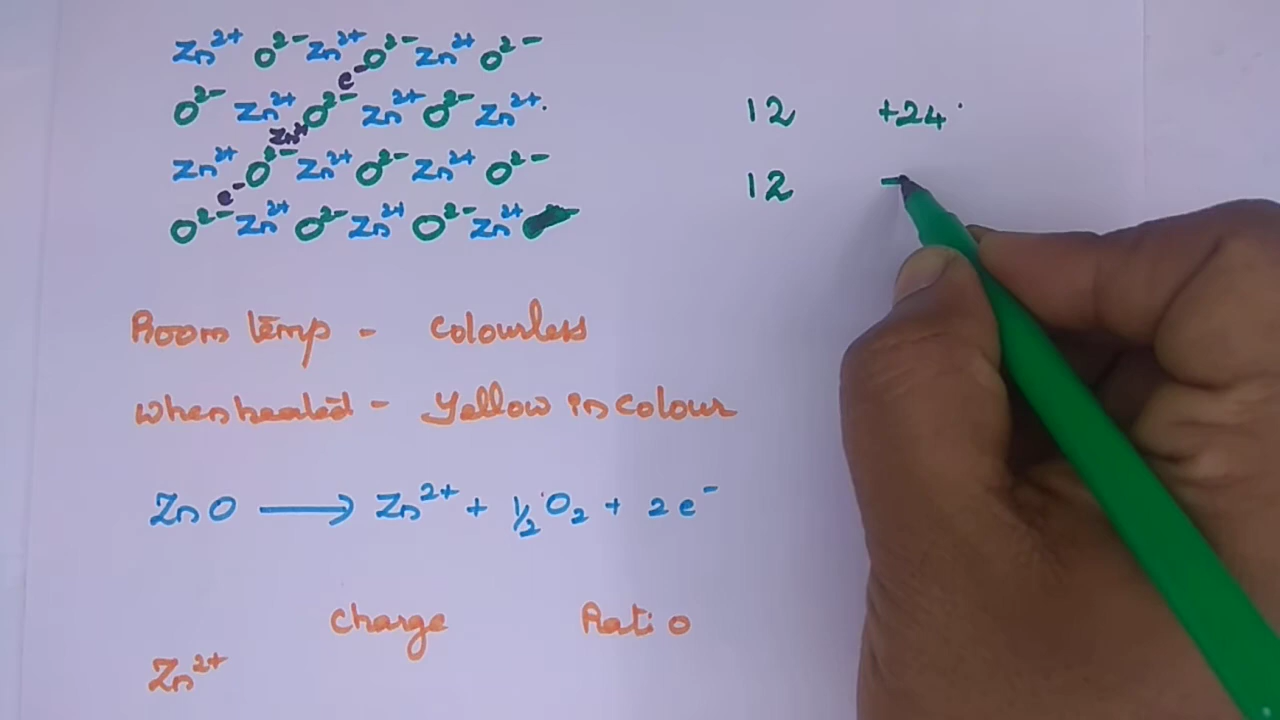 Zn²⁺ O²⁻ Zn²⁺ O²⁻ Zn²⁺ O²⁻
e⁻
O²⁻ Zn²⁺ O²⁻ Zn²⁺ O²⁻ Zn²⁺.
Zn²⁺
Zn²⁺ O²⁻ Zn²⁺ O²⁻ Zn²⁺ O²⁻
e⁻
O²⁻ Zn²⁺ O²⁻ Zn²⁺ O²⁻ Zn²⁺
12 +24
12 -
Room temp - Colourless
When heated - Yellow in colour
ZnO ⟶ Zn²⁺ + ½O₂ + 2e⁻
Charge Ratio
Zn²⁺